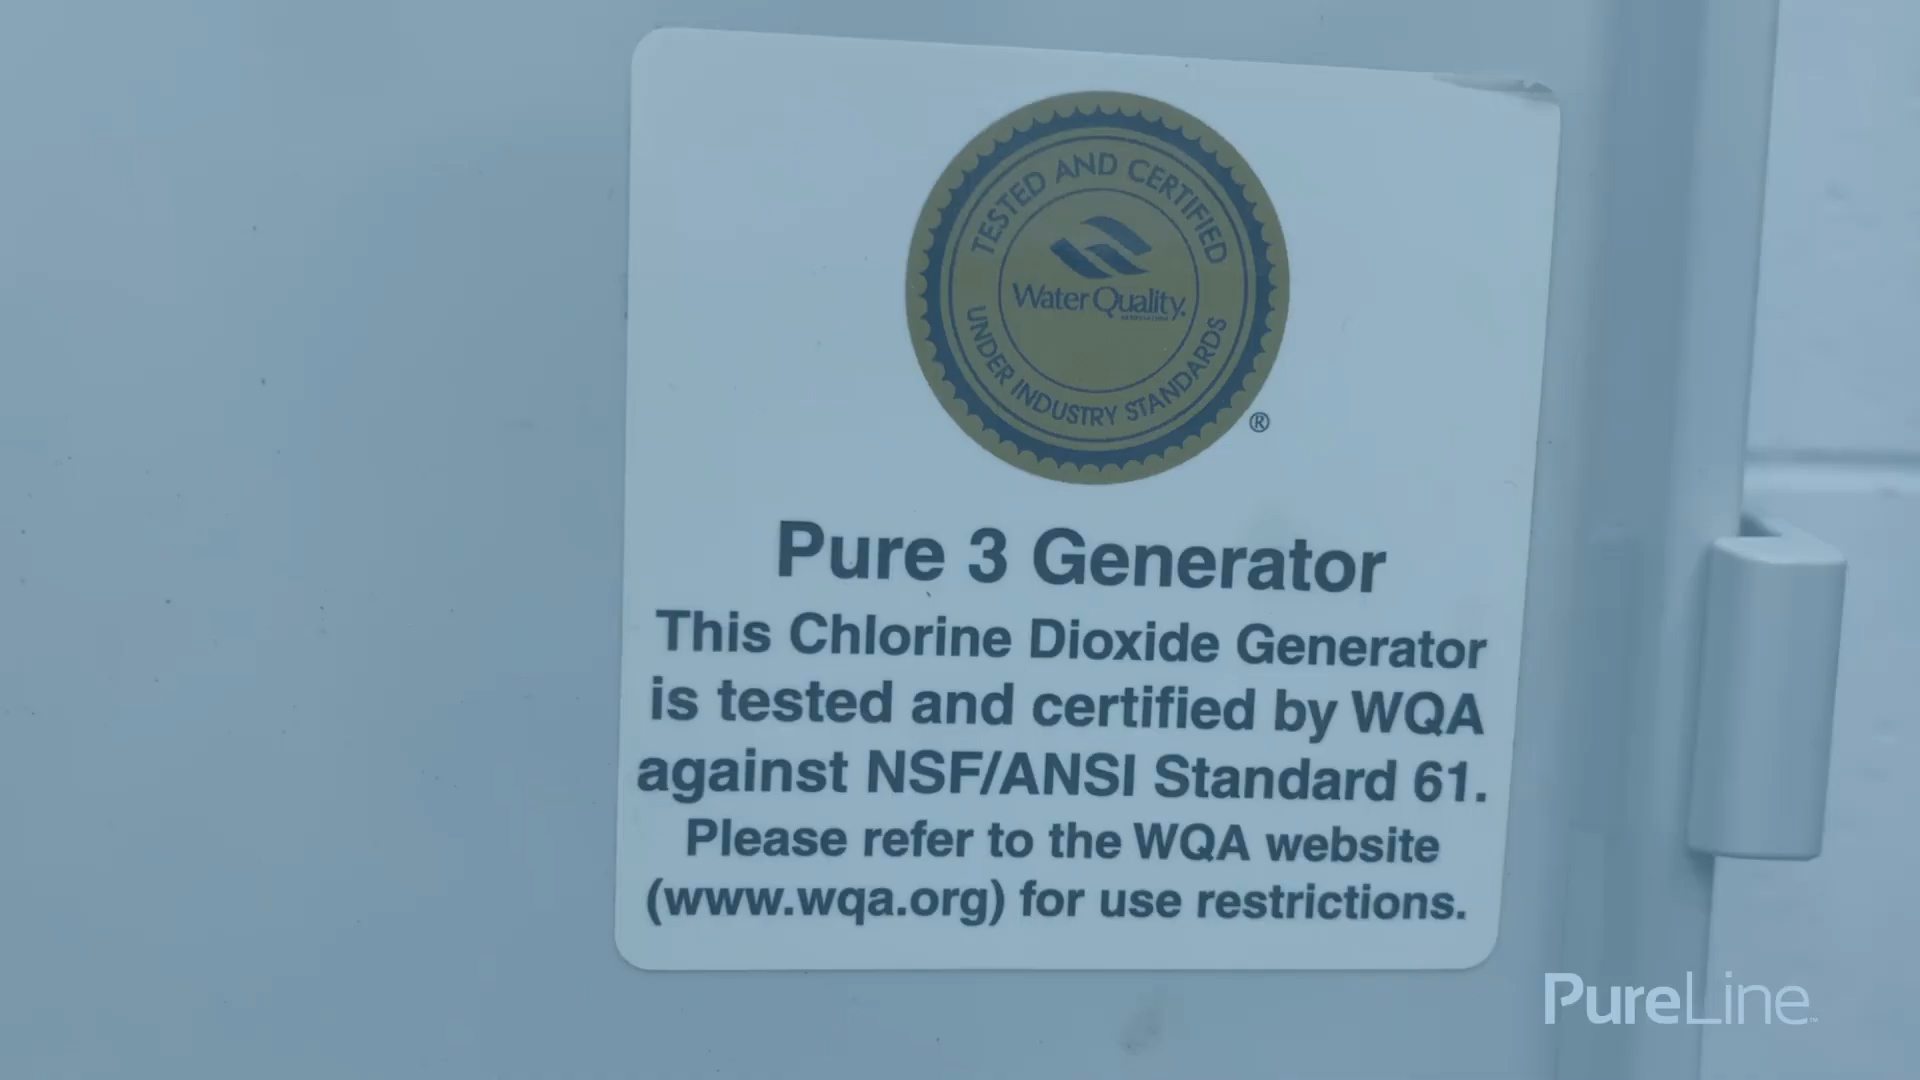 TESTED AND CERTIFIED
Water Quality
UNDER INDUSTRY STANDARDS
®
Pure 3 Generator
This Chlorine Dioxide Generator
is tested and certified by WQA
against NSF/ANSI Standard 61.
Please refer to the WQA website
(www.wqa.org) for use restrictions.
PureLine™